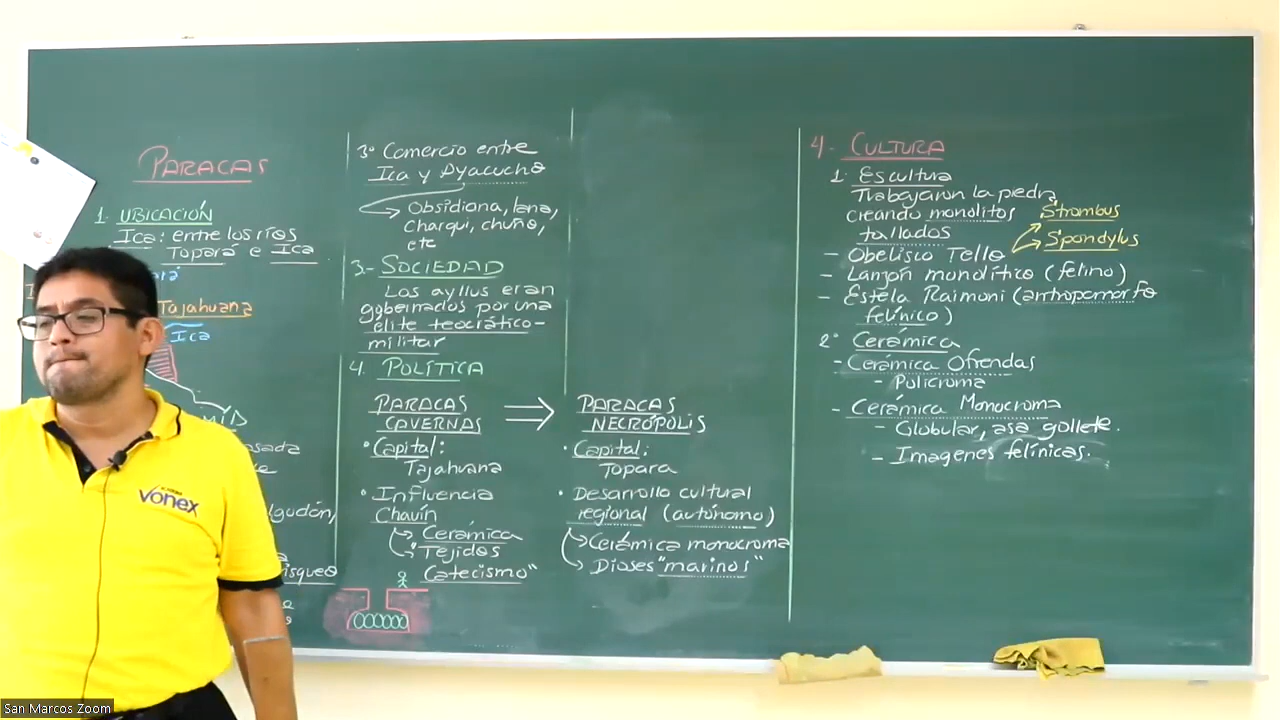 PARACAS
1. UBICACIÓN
Ica: entre los ríos
Topará e Ica
Tajahuana
Ica
lgodón,
3° Comercio entre
Ica y Ayacucho
Obsidiana, lana,
charqui, chuño,
etc
3.- SOCIEDAD
Los ayllus eran
gobernados por una
élite teocrático-
militar
4. POLÍTICA
PARACAS
CAVERNAS
• Capital:
Tajahuana
• Influencia
Chavín
Cerámica
Tejidos
Catecismo"
PARACAS
NECRÓPOLIS
• Capital:
Topara
• Desarrollo cultural
regional (autónomo)
Cerámica monocroma
Dioses "marinos"
4.- CULTURA
1. Escultura
Trabajaron la piedra
creando monolitos
tallados
Strombus
Spondylus
- Obelisco Tello
- Lanzón monolítico (felino)
- Estela Raimoni (antropomorfo
felínico)
2° Cerámica
- Cerámica Ofrendas
- Policroma
- Cerámica Monocroma
- Globular, asa gollete.
- Imagenes felínicas.
vonex
San Marcos Zoom